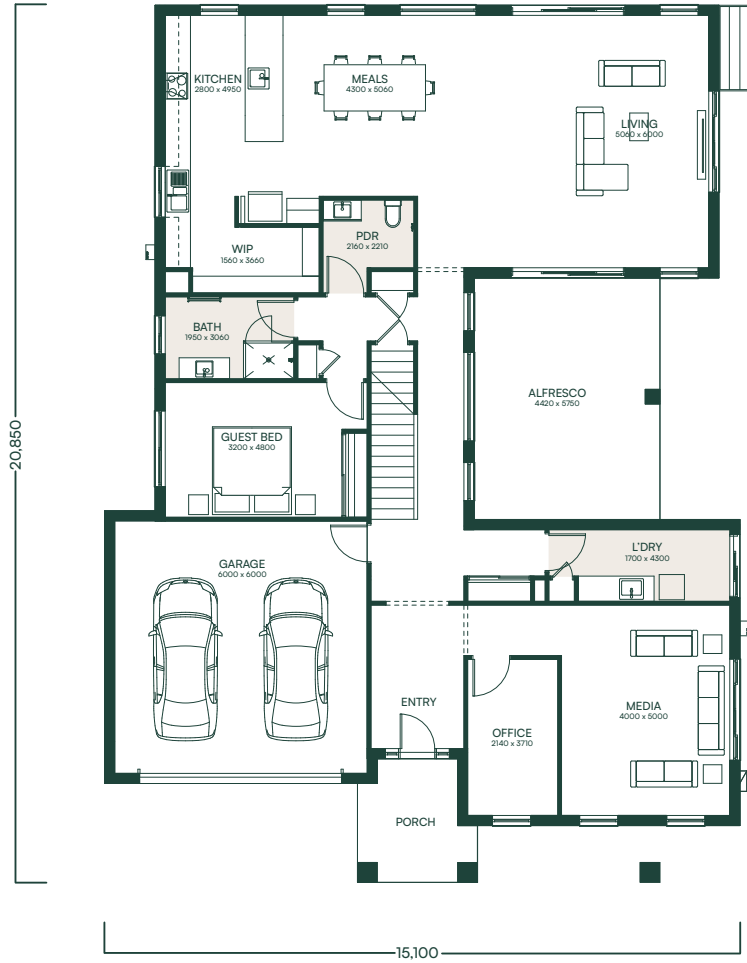 KITCHEN
2800 x 4950
MEALS
4300 x 5060
LIVING
5060 x 6000
PDR
2160 x 2210
WIP
1560 x 3660
BATH
1950 x 3060
ALFRESCO
4420 x 5750
GUEST BED
3200 x 4800
20,850
L'DRY
1700 x 4300
GARAGE
6000 x 6000
ENTRY
MEDIA
4000 x 5000
OFFICE
2140 x 3710
PORCH
15,100